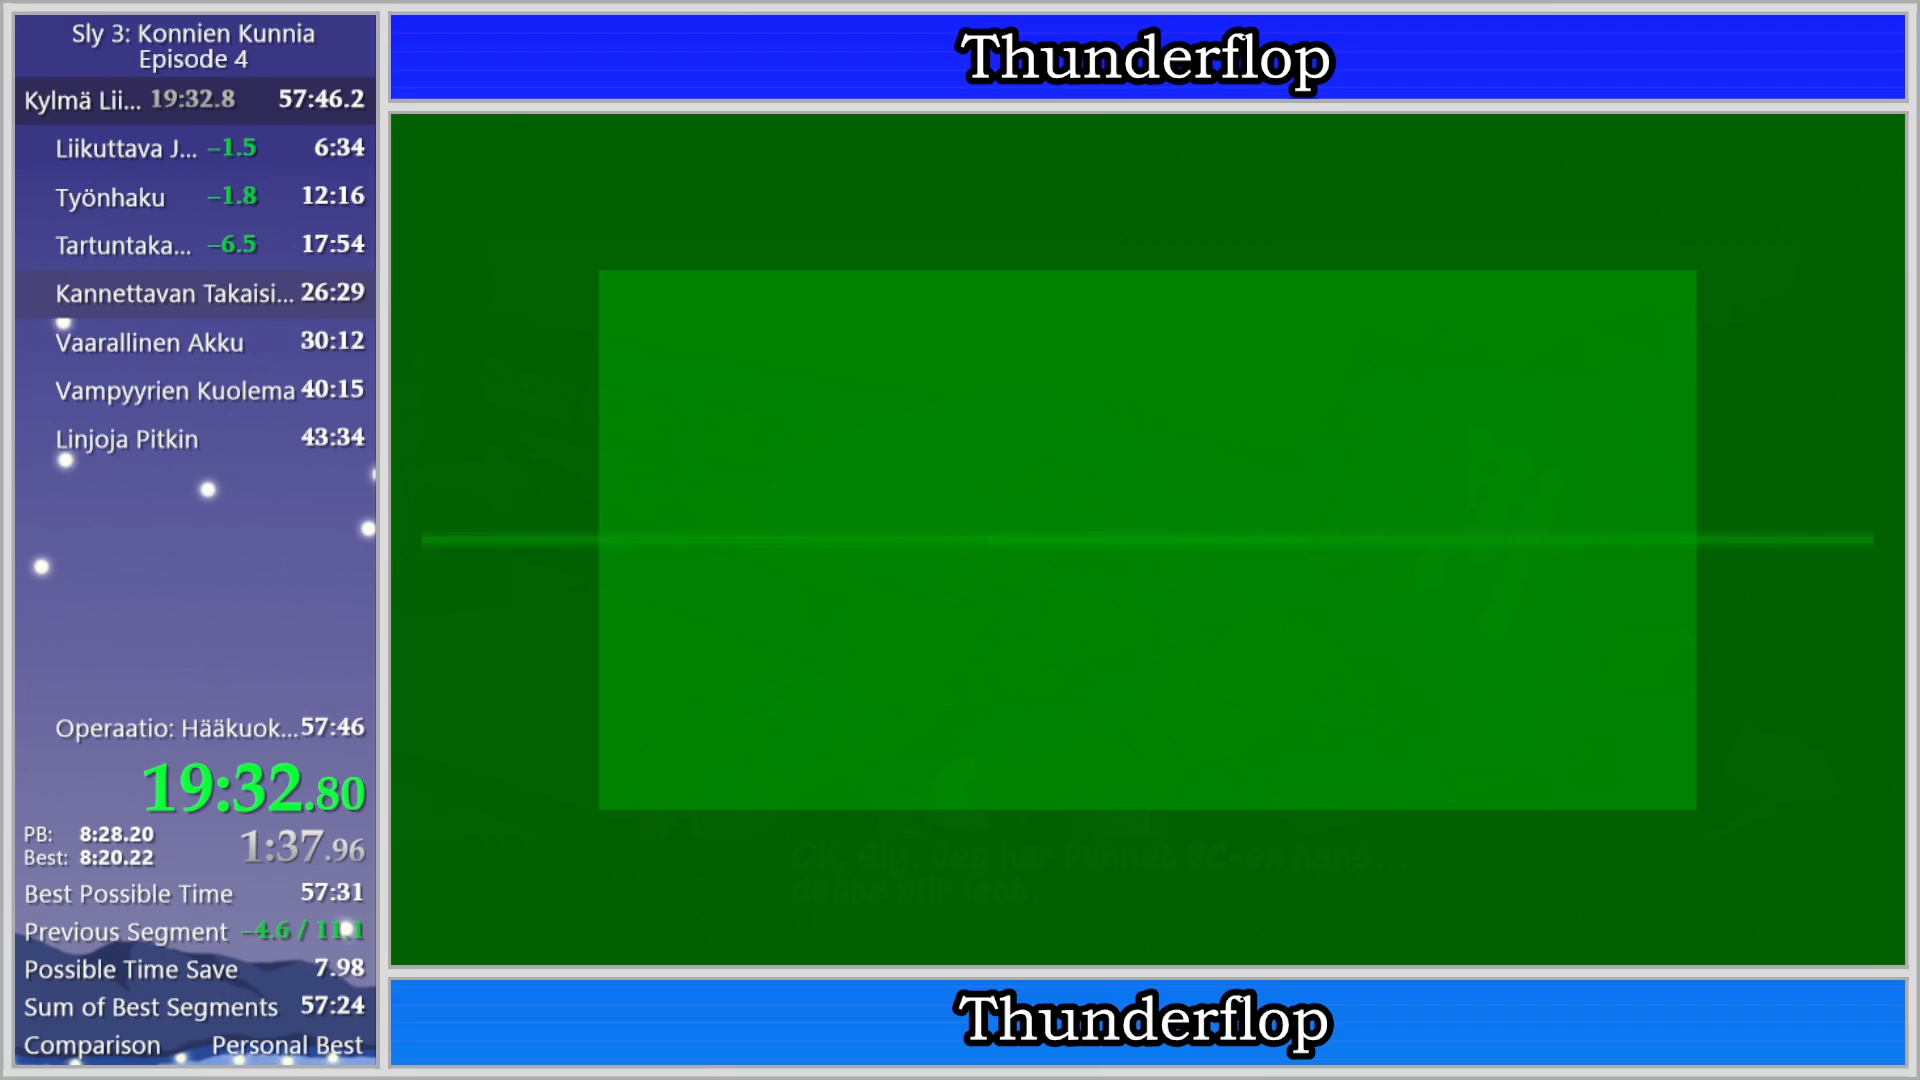 Sly 3: Konnien Kunnia
Episode 4
Kylmä Lii... 19:32.8 57:46.2
Liikuttava J... −1.5 6:34
Työnhaku −1.8 12:16
Tartuntaka... −6.5 17:54
Kannettavan Takaisi... 26:29
Vaarallinen Akku 30:12
Vampyyrien Kuolema 40:15
Linjoja Pitkin 43:34
Operaatio: Hääkuok... 57:46
19:32.80
PB: 8:28.20
Best: 8:20.22
1:37.96
Best Possible Time 57:31
Previous Segment −4.6 / 11.1
Possible Time Save 7.98
Sum of Best Segments 57:24
Comparison Personal Best
Thunderflop
Thunderflop